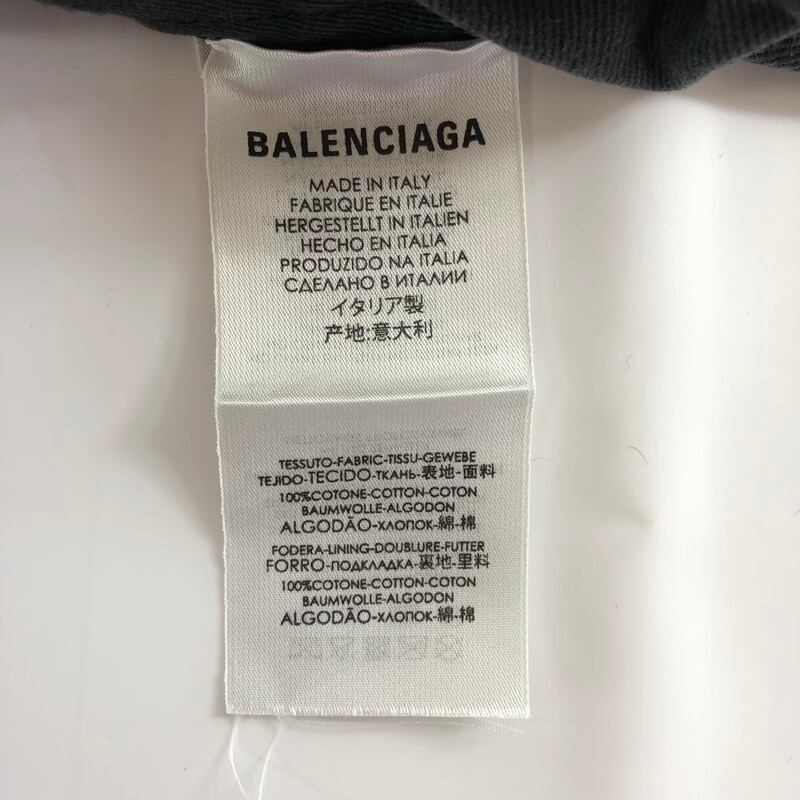 BALENCIAGA
MADE IN ITALY
FABRIQUE EN ITALIE
HERGESTELLT IN ITALIEN
HECHO EN ITALIA
PRODUZIDO NA ITALIA
СДЕЛАНО В ИТАЛИИ
イタリア製
产地:意大利
TESSUTO-FABRIC-TISSU-GEWEBE
TEJIDO-TECIDO-ТКАНЬ-表地-面料
100%COTONE-COTTON-COTON
BAUMWOLLE-ALGODON
ALGODÃO-ХЛОПОК-綿-棉
FODERA-LINING-DOUBLURE-FUTTER
FORRO-ПОДКЛАДКА-裏地-里料
100%COTONE-COTTON-COTON
BAUMWOLLE-ALGODON
ALGODÃO-ХЛОПОК-綿-棉